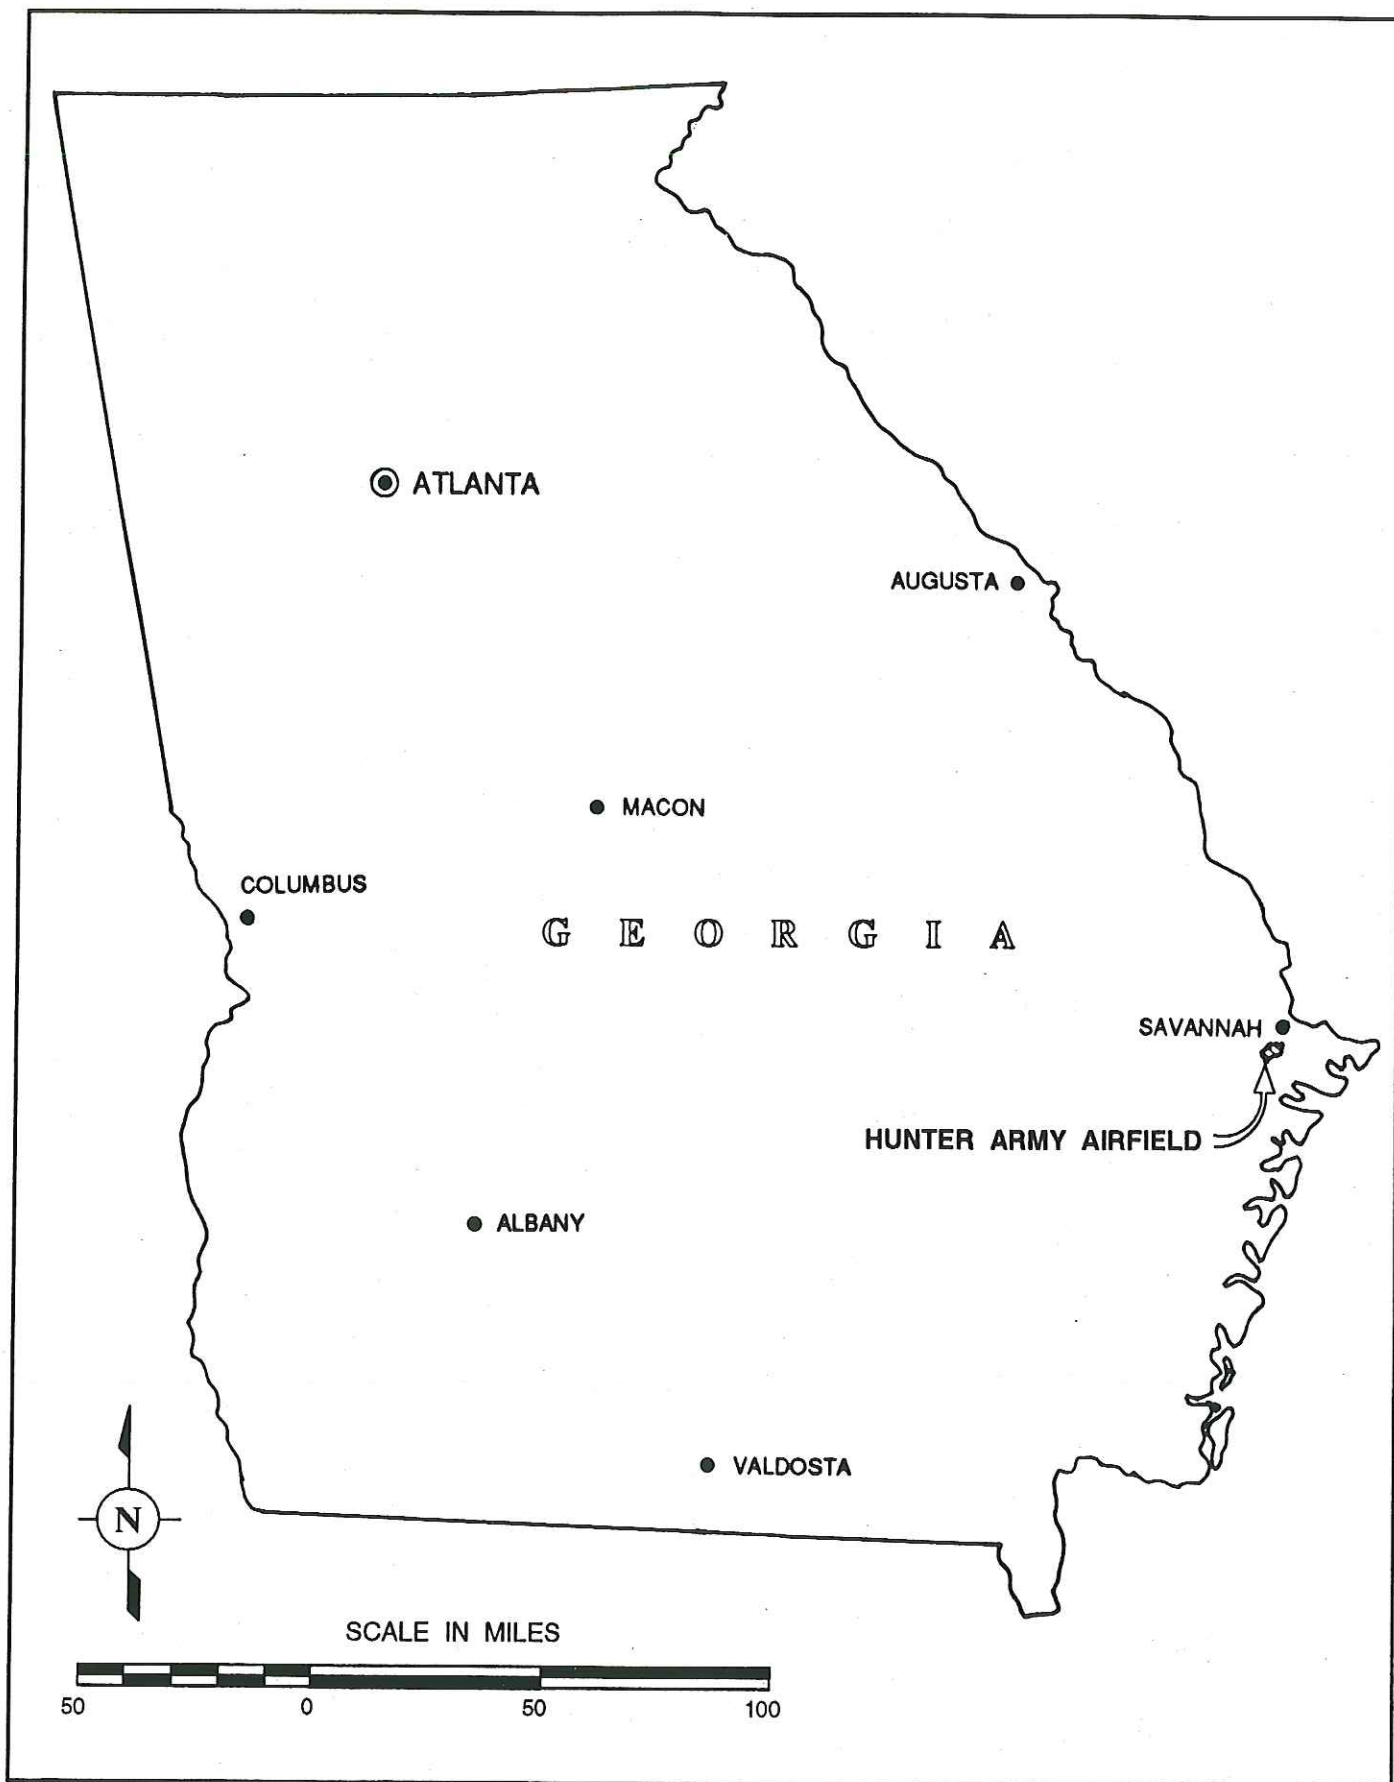 ATLANTA
AUGUSTA
MACON
COLUMBUS
G E O R G I A
SAVANNAH
HUNTER ARMY AIRFIELD
ALBANY
VALDOSTA
N
SCALE IN MILES
50 0 50 100